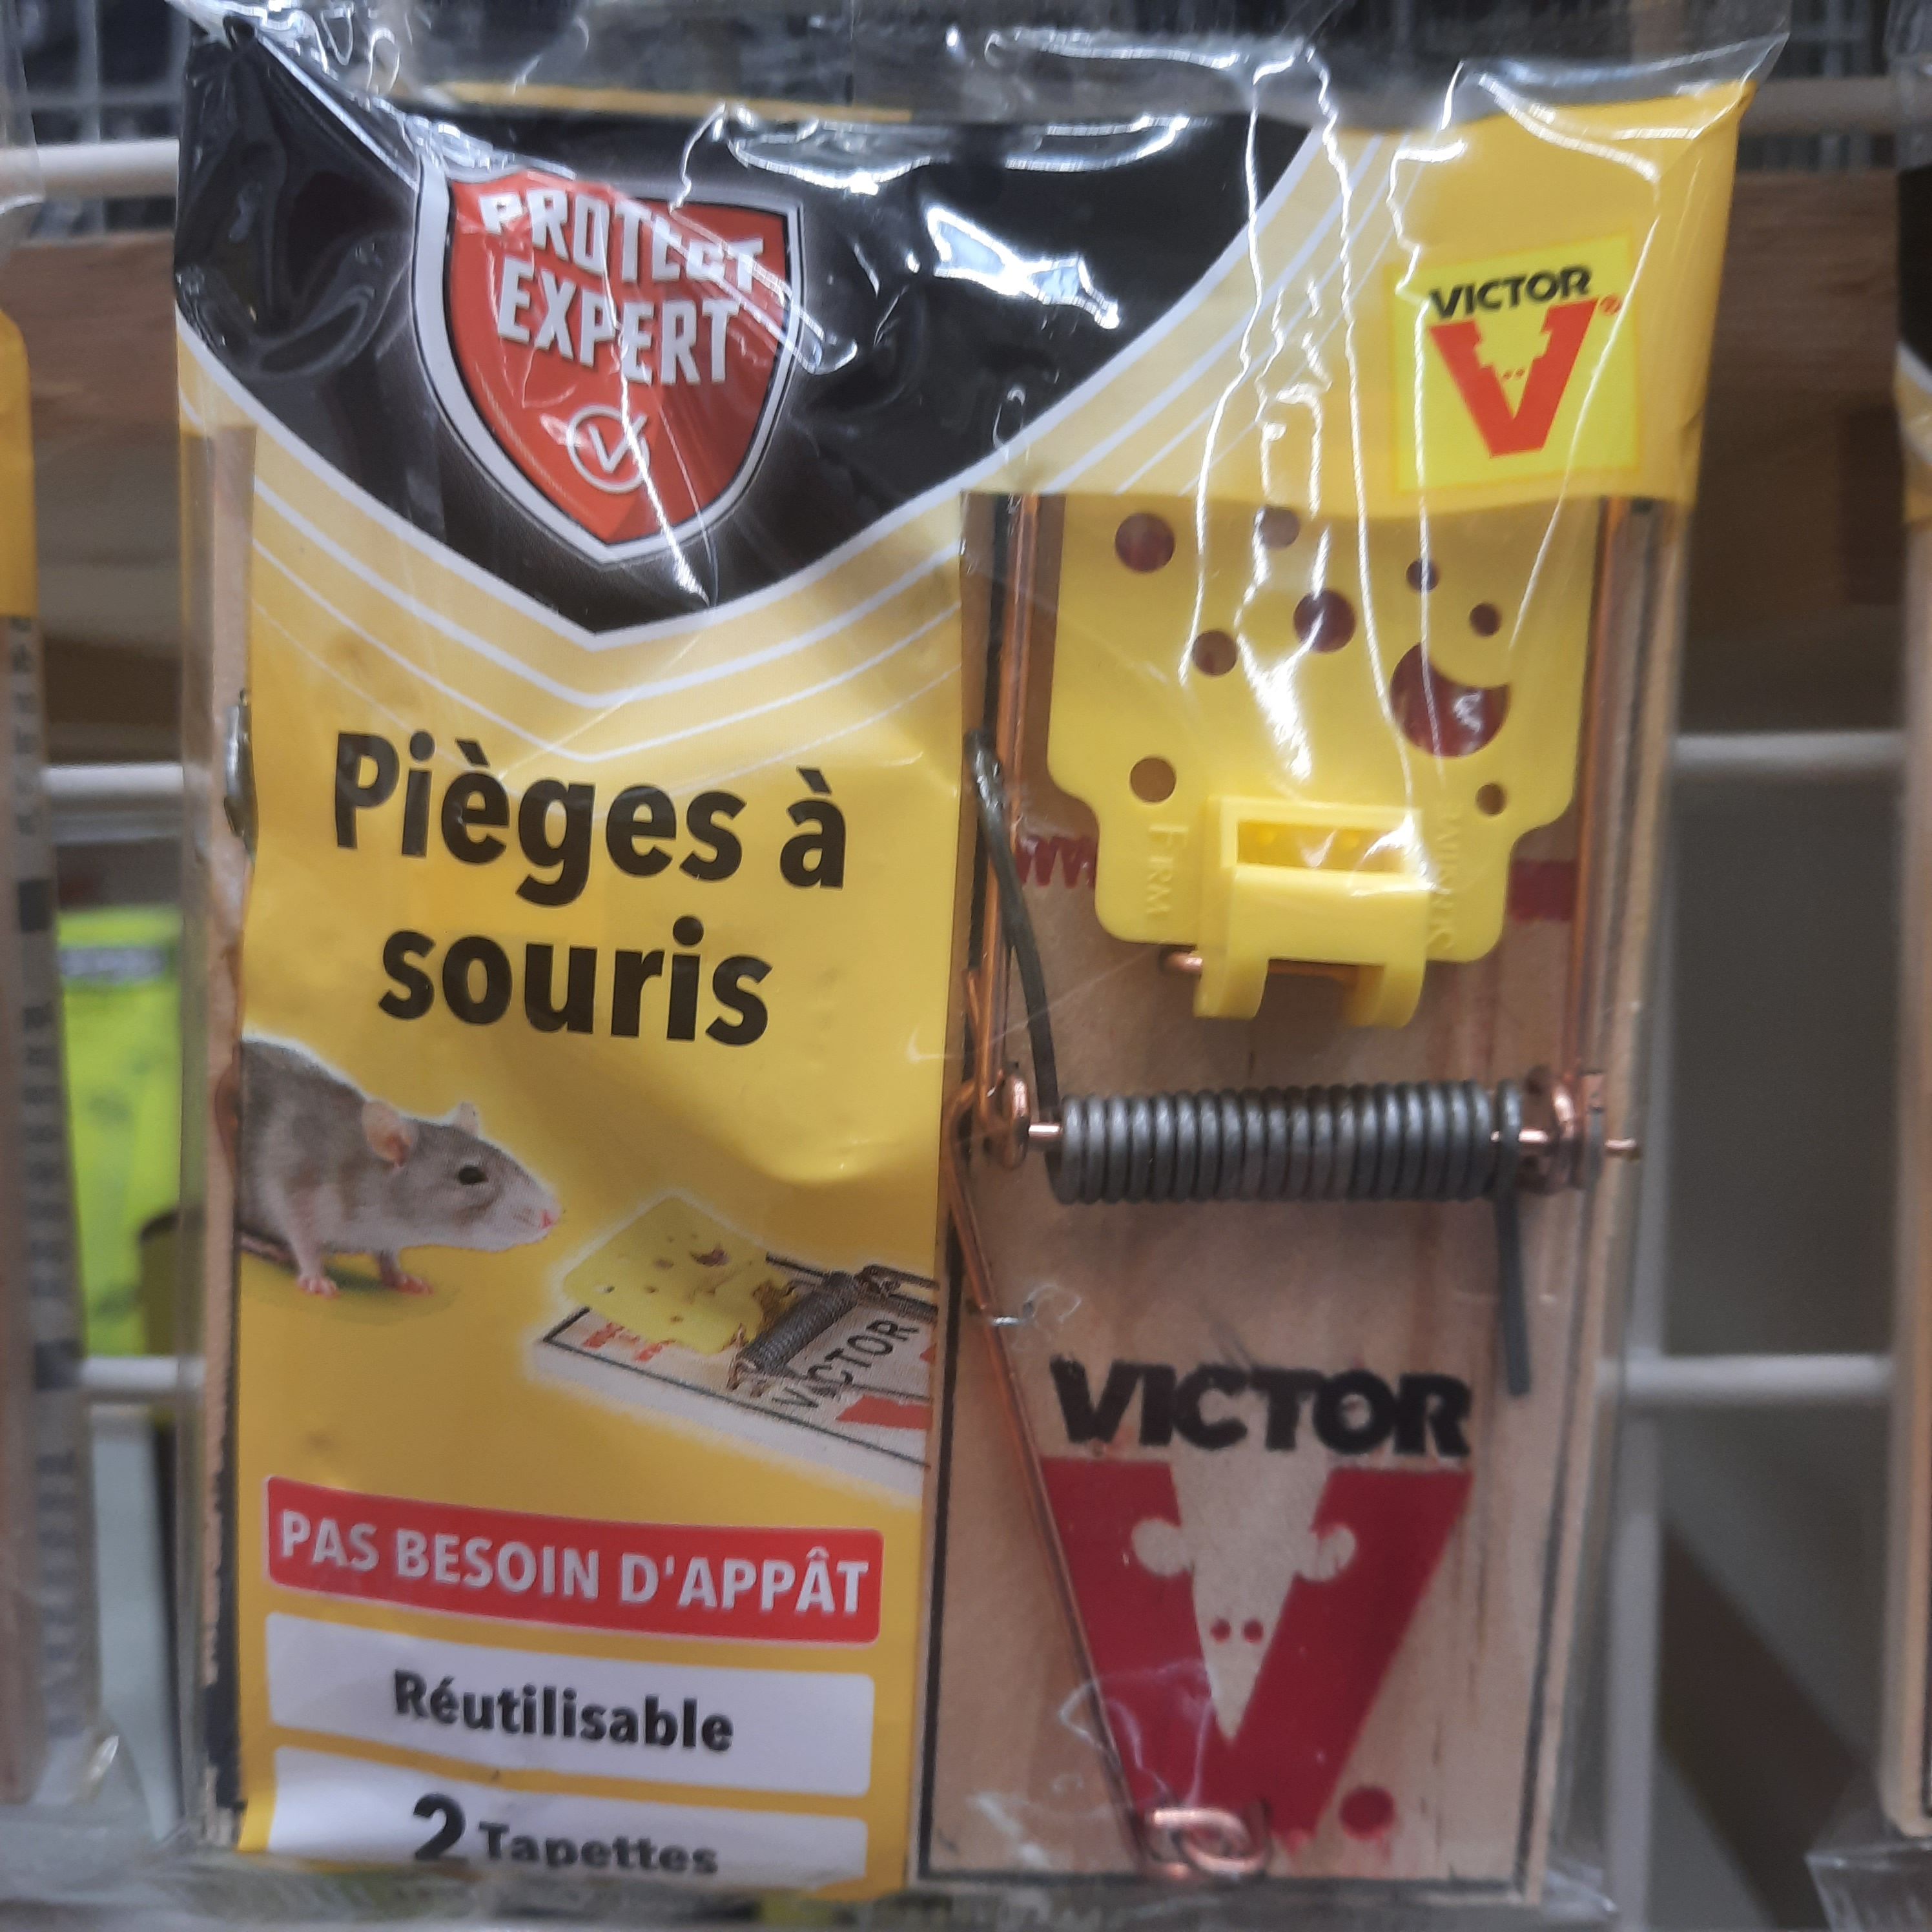 PROTECT
EXPERT
VICTOR
Pièges à
souris
VICTOR
PAS BESOIN D'APPÂT
Réutilisable
2 Tapettes
VICTOR